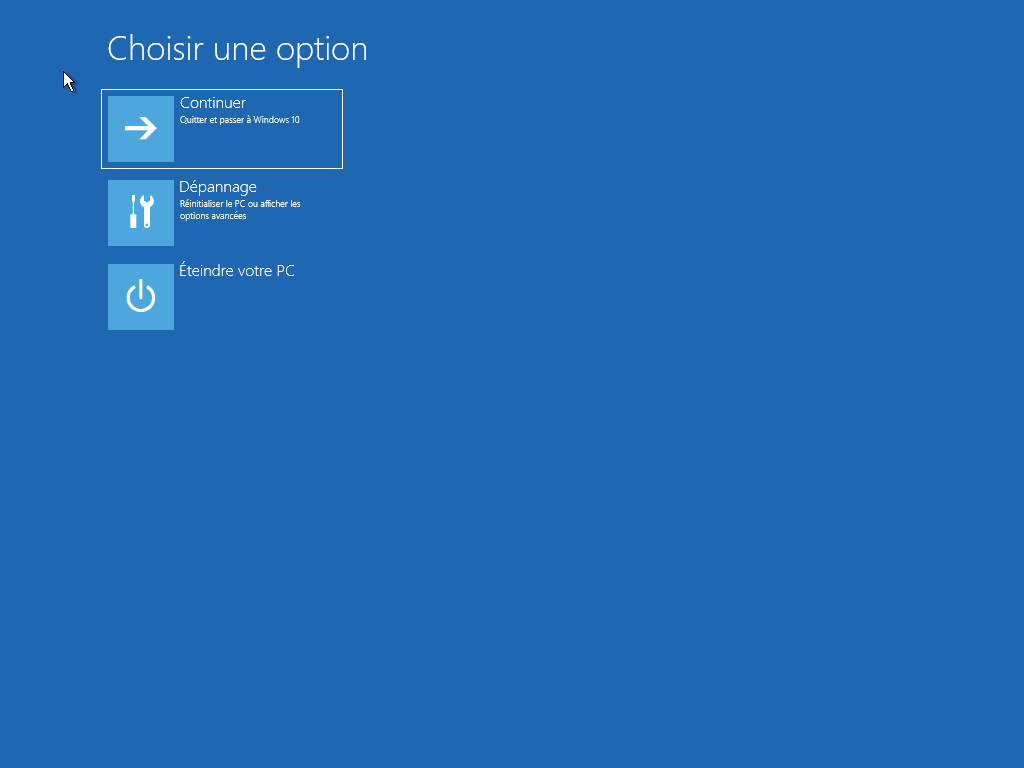 Choisir une option
Continuer
Quitter et passer à Windows 10
Dépannage
Réinitialiser le PC ou afficher les
options avancées
Éteindre votre PC